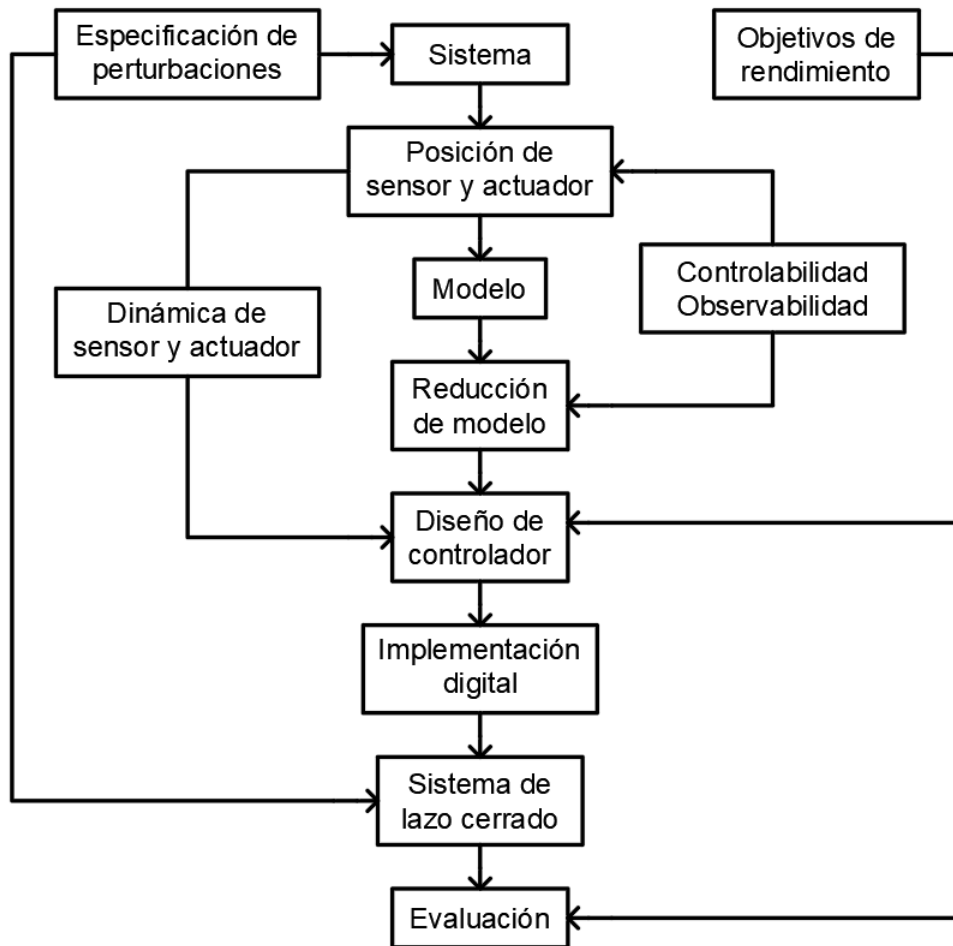 Especificación de
perturbaciones
Sistema
Objetivos de
rendimiento
Posición de
sensor y actuador
Modelo
Controlabilidad
Observabilidad
Dinámica de
sensor y actuador
Reducción
de modelo
Diseño de
controlador
Implementación
digital
Sistema de
lazo cerrado
Evaluación